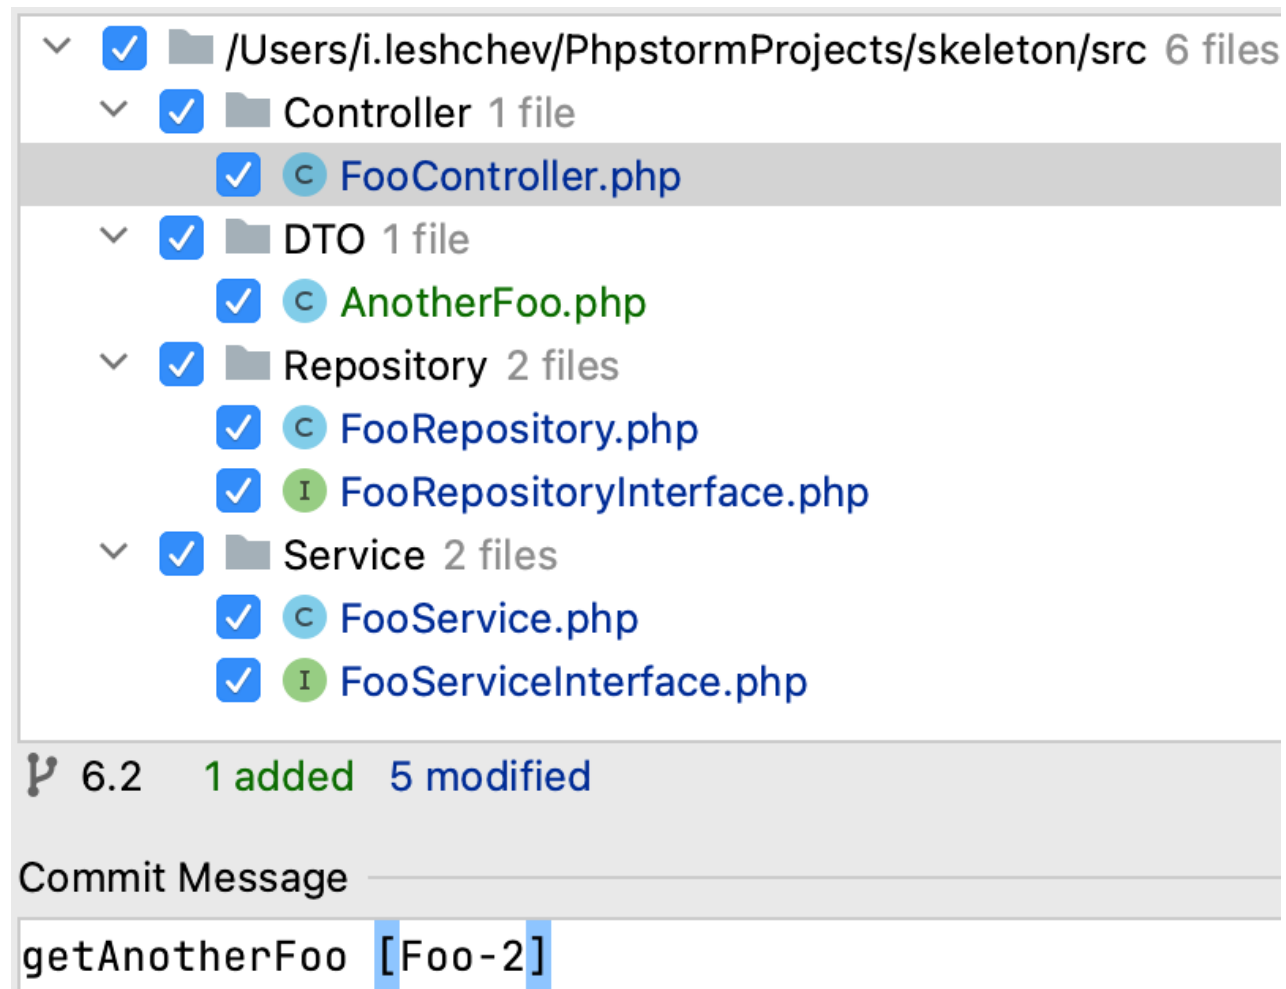 /Users/i.leshchev/PhpstormProjects/skeleton/src 6 files
Controller 1 file
C FooController.php
DTO 1 file
C AnotherFoo.php
Repository 2 files
C FooRepository.php
I FooRepositoryInterface.php
Service 2 files
C FooService.php
I FooServiceInterface.php
6.2 1 added 5 modified
Commit Message
getAnotherFoo [Foo-2]